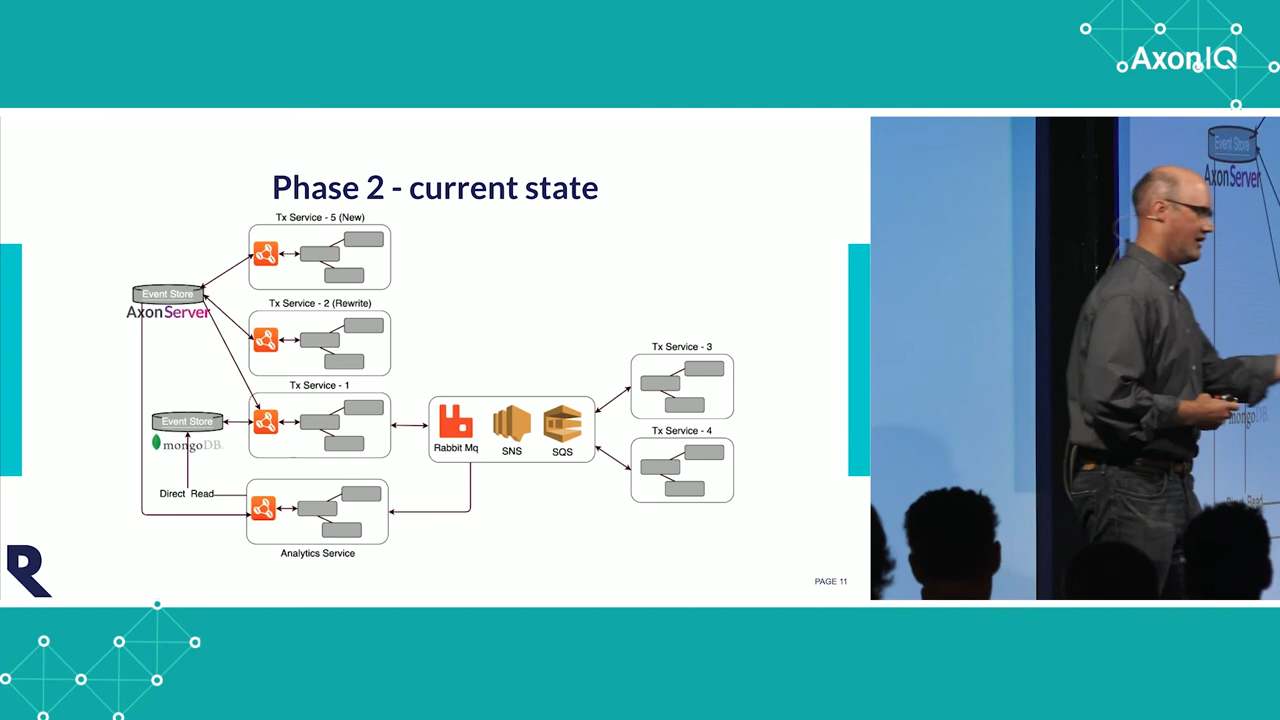 AxonIQ
Phase 2 - current state
Tx Service - 5 (New)
Event Store
AxonServer
Tx Service - 2 (Rewrite)
Tx Service - 1
Event Store
mongoDB
Rabbit Mq
SNS
SQS
Tx Service - 3
Tx Service - 4
Direct Read
Analytics Service
R
PAGE 11
Event Store
AxonServer
mongoDB
Direct Read